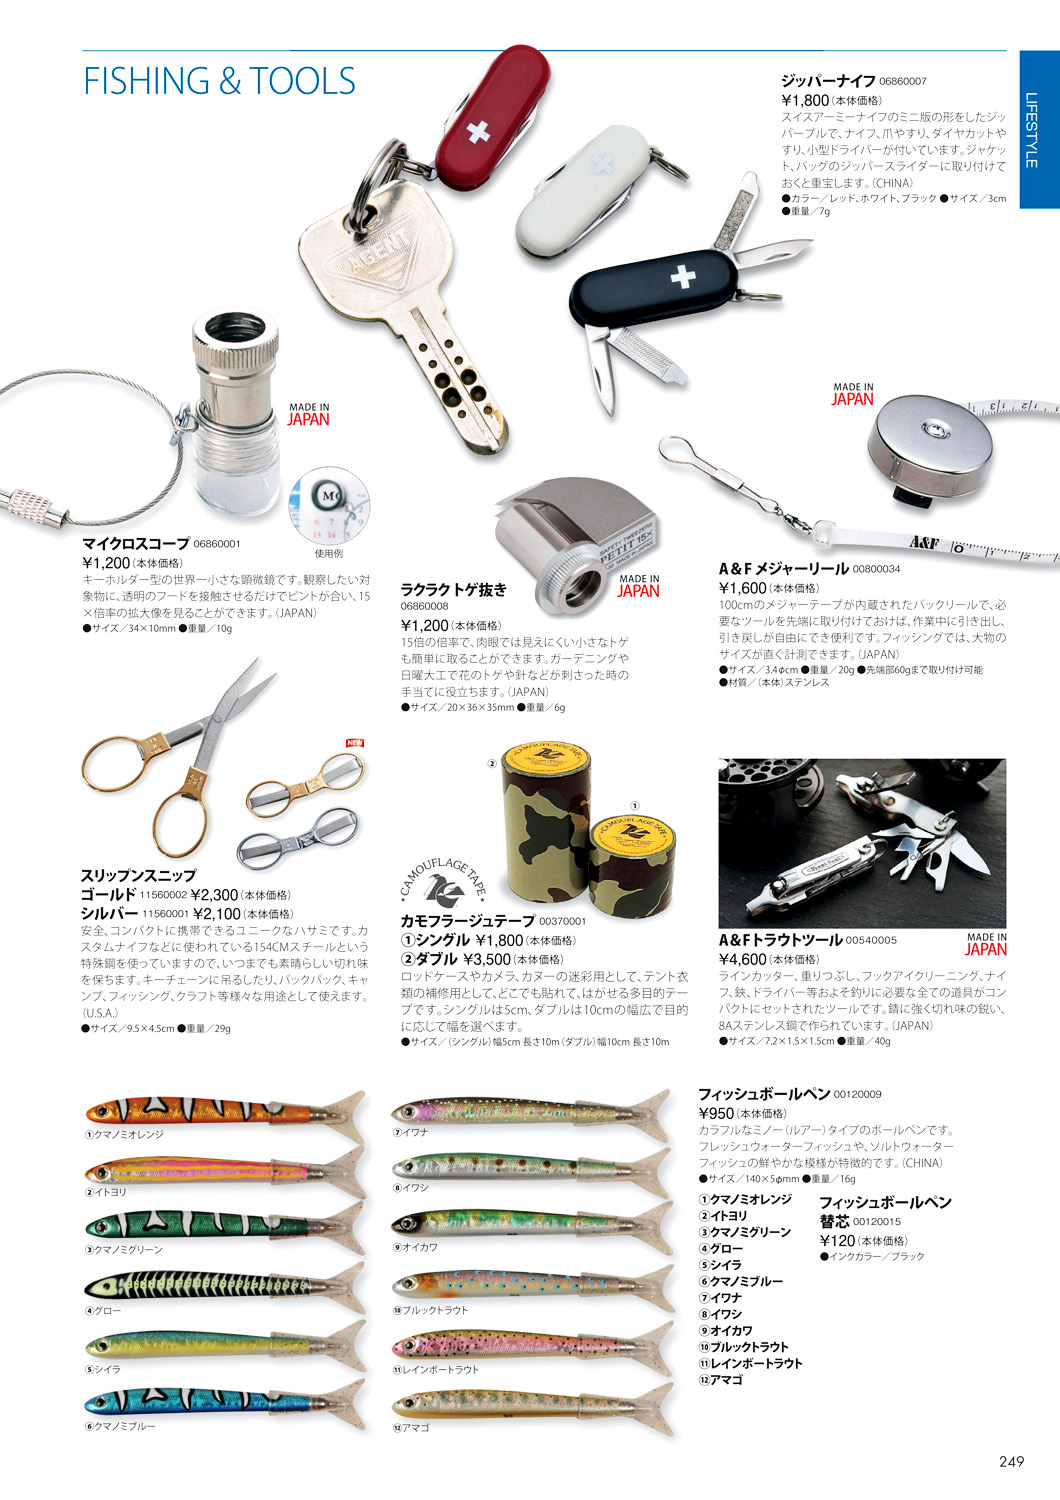 FISHING & TOOLS
LIFESTYLE
ジッパーナイフ 06860007
¥1,800（本体価格）
スイスアーミーナイフのミニ版の形をしたジッ
パープルで、ナイフ、爪やすり、ダイヤカットや
すり、小型ドライバーが付いています。ジャケッ
ト、バッグのジッパースライダーに取り付けて
おくと重宝します。（CHINA）
●カラー／レッド、ホワイト、ブラック ●サイズ／3cm
●重量／7g
AGENT
MADE IN
JAPAN
使用例
マイクロスコープ 06860001
¥1,200（本体価格）
キーホルダー型の世界一小さな顕微鏡です。観察したい対
象物に、透明のフードを接触させるだけでピントが合い、15
×倍率の拡大像を見ることができます。（JAPAN）
●サイズ／34×10mm ●重量／10g
SAFETY TWEEZERS
PETIT 15×
MADE IN JAPAN
MADE IN
JAPAN
ラクラクトゲ抜き
06860008
¥1,200（本体価格）
15倍の倍率で、肉眼では見えにくい小さなトゲ
も簡単に取ることができます。ガーデニングや
日曜大工で花のトゲや針などが刺さった時の
手当てに役立ちます。（JAPAN）
●サイズ／20×36×35mm ●重量／6g
MADE IN
JAPAN
A&F
A&Fメジャーリール 00800034
¥1,600（本体価格）
100cmのメジャーテープが内蔵されたバックリールで、必
要なツールを先端に取り付けておけば、作業中に引き出し、
引き戻しが自由にでき便利です。フィッシングでは、大物の
サイズが直ぐ計測できます。（JAPAN）
●サイズ／3.4φcm ●重量／20g ●先端部60gまで取り付け可能
●材質／（本体）ステンレス
NEW
スリップンスニップ
ゴールド 11560002 ¥2,300（本体価格）
シルバー 11560001 ¥2,100（本体価格）
安全、コンパクトに携帯できるユニークなハサミです。カ
スタムナイフなどに使われている154CMスチールという
特殊鋼を使っていますので、いつまでも素晴らしい切れ味
を保ちます。キーチェーンに吊るしたり、バックパック、キャ
ンプ、フィッシング、クラフト等様々な用途として使えます。
（U.S.A.）
●サイズ／9.5×4.5cm ●重量／29g
②
①
CAMOUFLAGE TAPE
CAMOUFLAGE TAPE
CAMOUFLAGE TAPE
カモフラージュテープ 00370001
①シングル ¥1,800（本体価格）
②ダブル ¥3,500（本体価格）
ロッドケースやカメラ、カヌーの迷彩用として、テント衣
類の補修用として、どこでも貼れて、はがせる多目的テー
プです。シングルは5cm、ダブルは10cmの幅広で目的
に応じて幅を選べます。
●サイズ／（シングル）幅5cm 長さ10m（ダブル）幅10cm 長さ10m
A&Fトラウトツール 00540005
MADE IN
JAPAN
¥4,600（本体価格）
ラインカッター、重りつぶし、フックアイクリーニング、ナイ
フ、鋏、ドライバー等およそ釣りに必要な全ての道具がコン
パクトにセットされたツールです。錆に強く切れ味の鋭い、
8Aステンレス鋼で作られています。（JAPAN）
●サイズ／7.2×1.5×1.5cm ●重量／40g
①クマノミオレンジ
②イトヨリ
③クマノミグリーン
④グロー
⑤シイラ
⑥クマノミブルー
⑦イワナ
⑧イワシ
⑨オイカワ
⑩ブルックトラウト
⑪レインボートラウト
⑫アマゴ
フィッシュボールペン 00120009
¥950（本体価格）
カラフルなミノー（ルアー）タイプのボールペンです。
フレッシュウォーターフィッシュや、ソルトウォーター
フィッシュの鮮やかな模様が特徴的です。（CHINA）
●サイズ／140×5φmm ●重量／16g
①クマノミオレンジ
②イトヨリ
③クマノミグリーン
④グロー
⑤シイラ
⑥クマノミブルー
⑦イワナ
⑧イワシ
⑨オイカワ
⑩ブルックトラウト
⑪レインボートラウト
⑫アマゴ
フィッシュボールペン
替芯 00120015
¥120（本体価格）
●インクカラー／ブラック
249